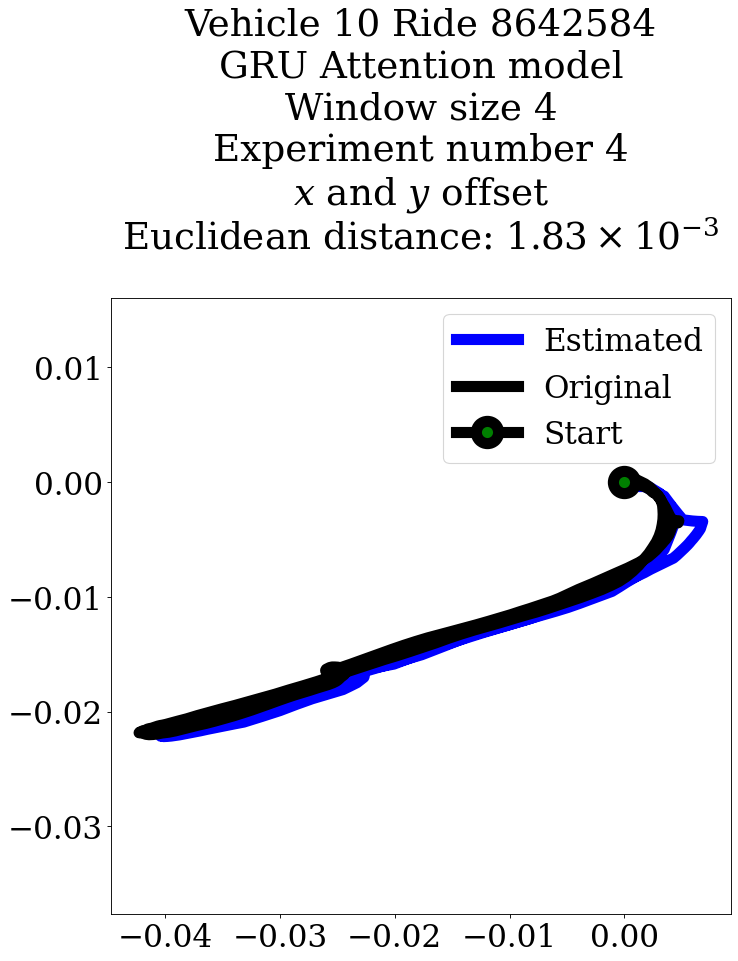 Vehicle 10 Ride 8642584
GRU Attention model
Window size 4
Experiment number 4
x and y offset
Euclidean distance: 1.83 × 10⁻³
Estimated
Original
Start
0.01
0.00
−0.01
−0.02
−0.03
−0.04 −0.03 −0.02 −0.01 0.00